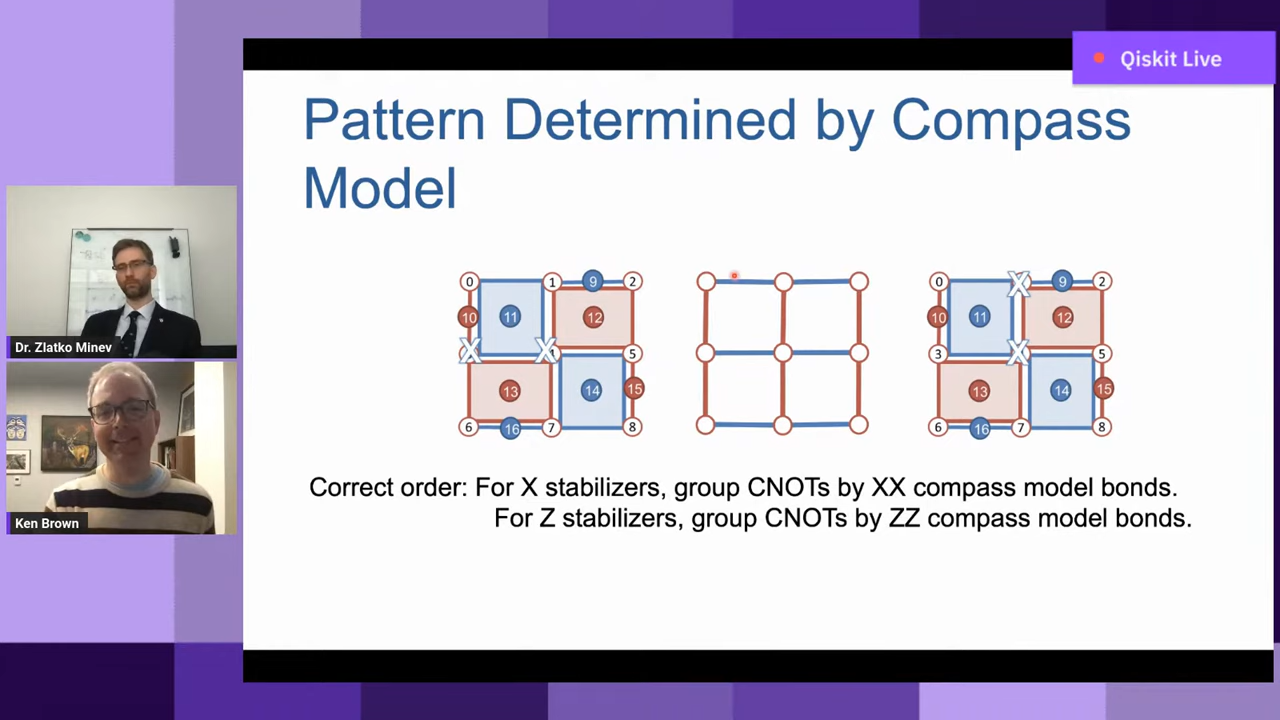 Qiskit Live
Pattern Determined by Compass
Model
0 1 9 2
10 11 12
X X 5
13 14 15
6 16 7 8
0 X 9 2
10 11 12
3 X 5
13 14 15
6 16 7 8
Correct order: For X stabilizers, group CNOTs by XX compass model bonds.
For Z stabilizers, group CNOTs by ZZ compass model bonds.
Dr. Zlatko Minev
Ken Brown